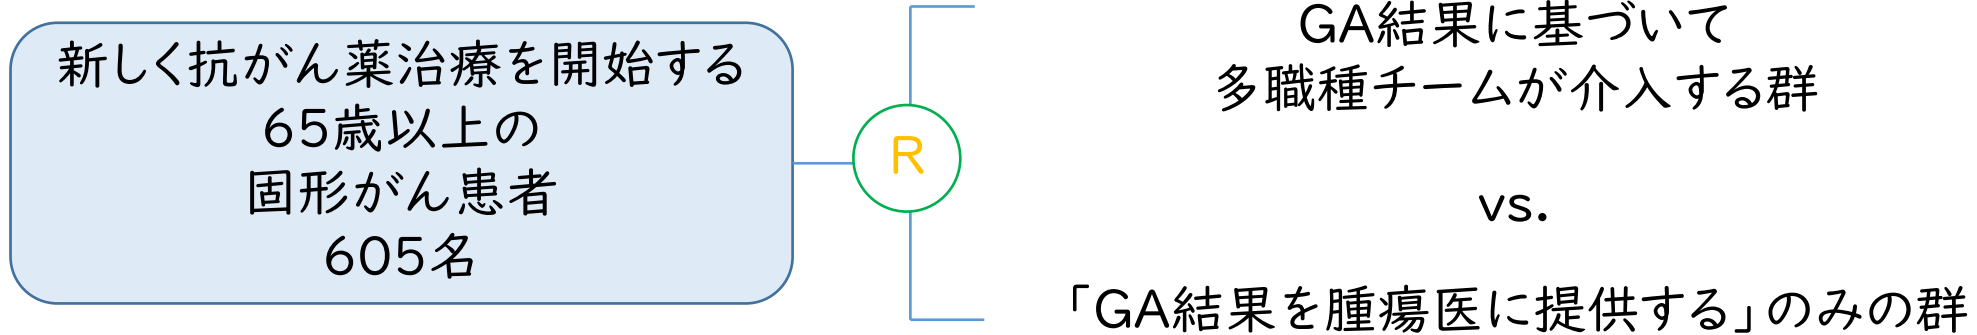 新しく抗がん薬治療を開始する
65歳以上の
固形がん患者
605名
R
GA結果に基づいて
多職種チームが介入する群
vs.
「GA結果を腫瘍医に提供する」のみの群